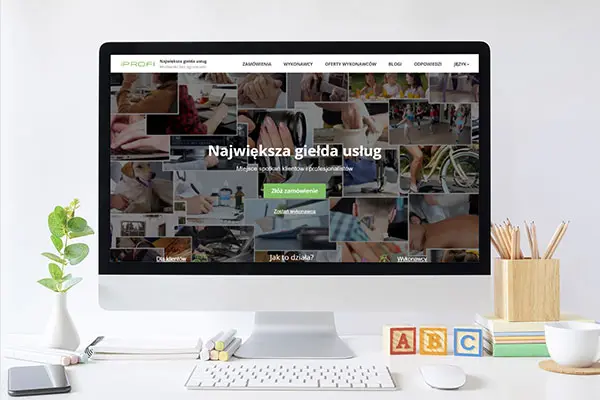 iPROFI
Największa giełda usług
ZAMÓWIENIA WYKONAWCY OFERTY WYKONAWCÓW BLOGI ODPOWIEDZI JĘZYK
Największa giełda usług
Miejsce spotkań klientów i profesjonalistów
Złóż zamówienie
Zostań wykonawcą
Dla klientów Jak to działa? Wykonawcy
A B C